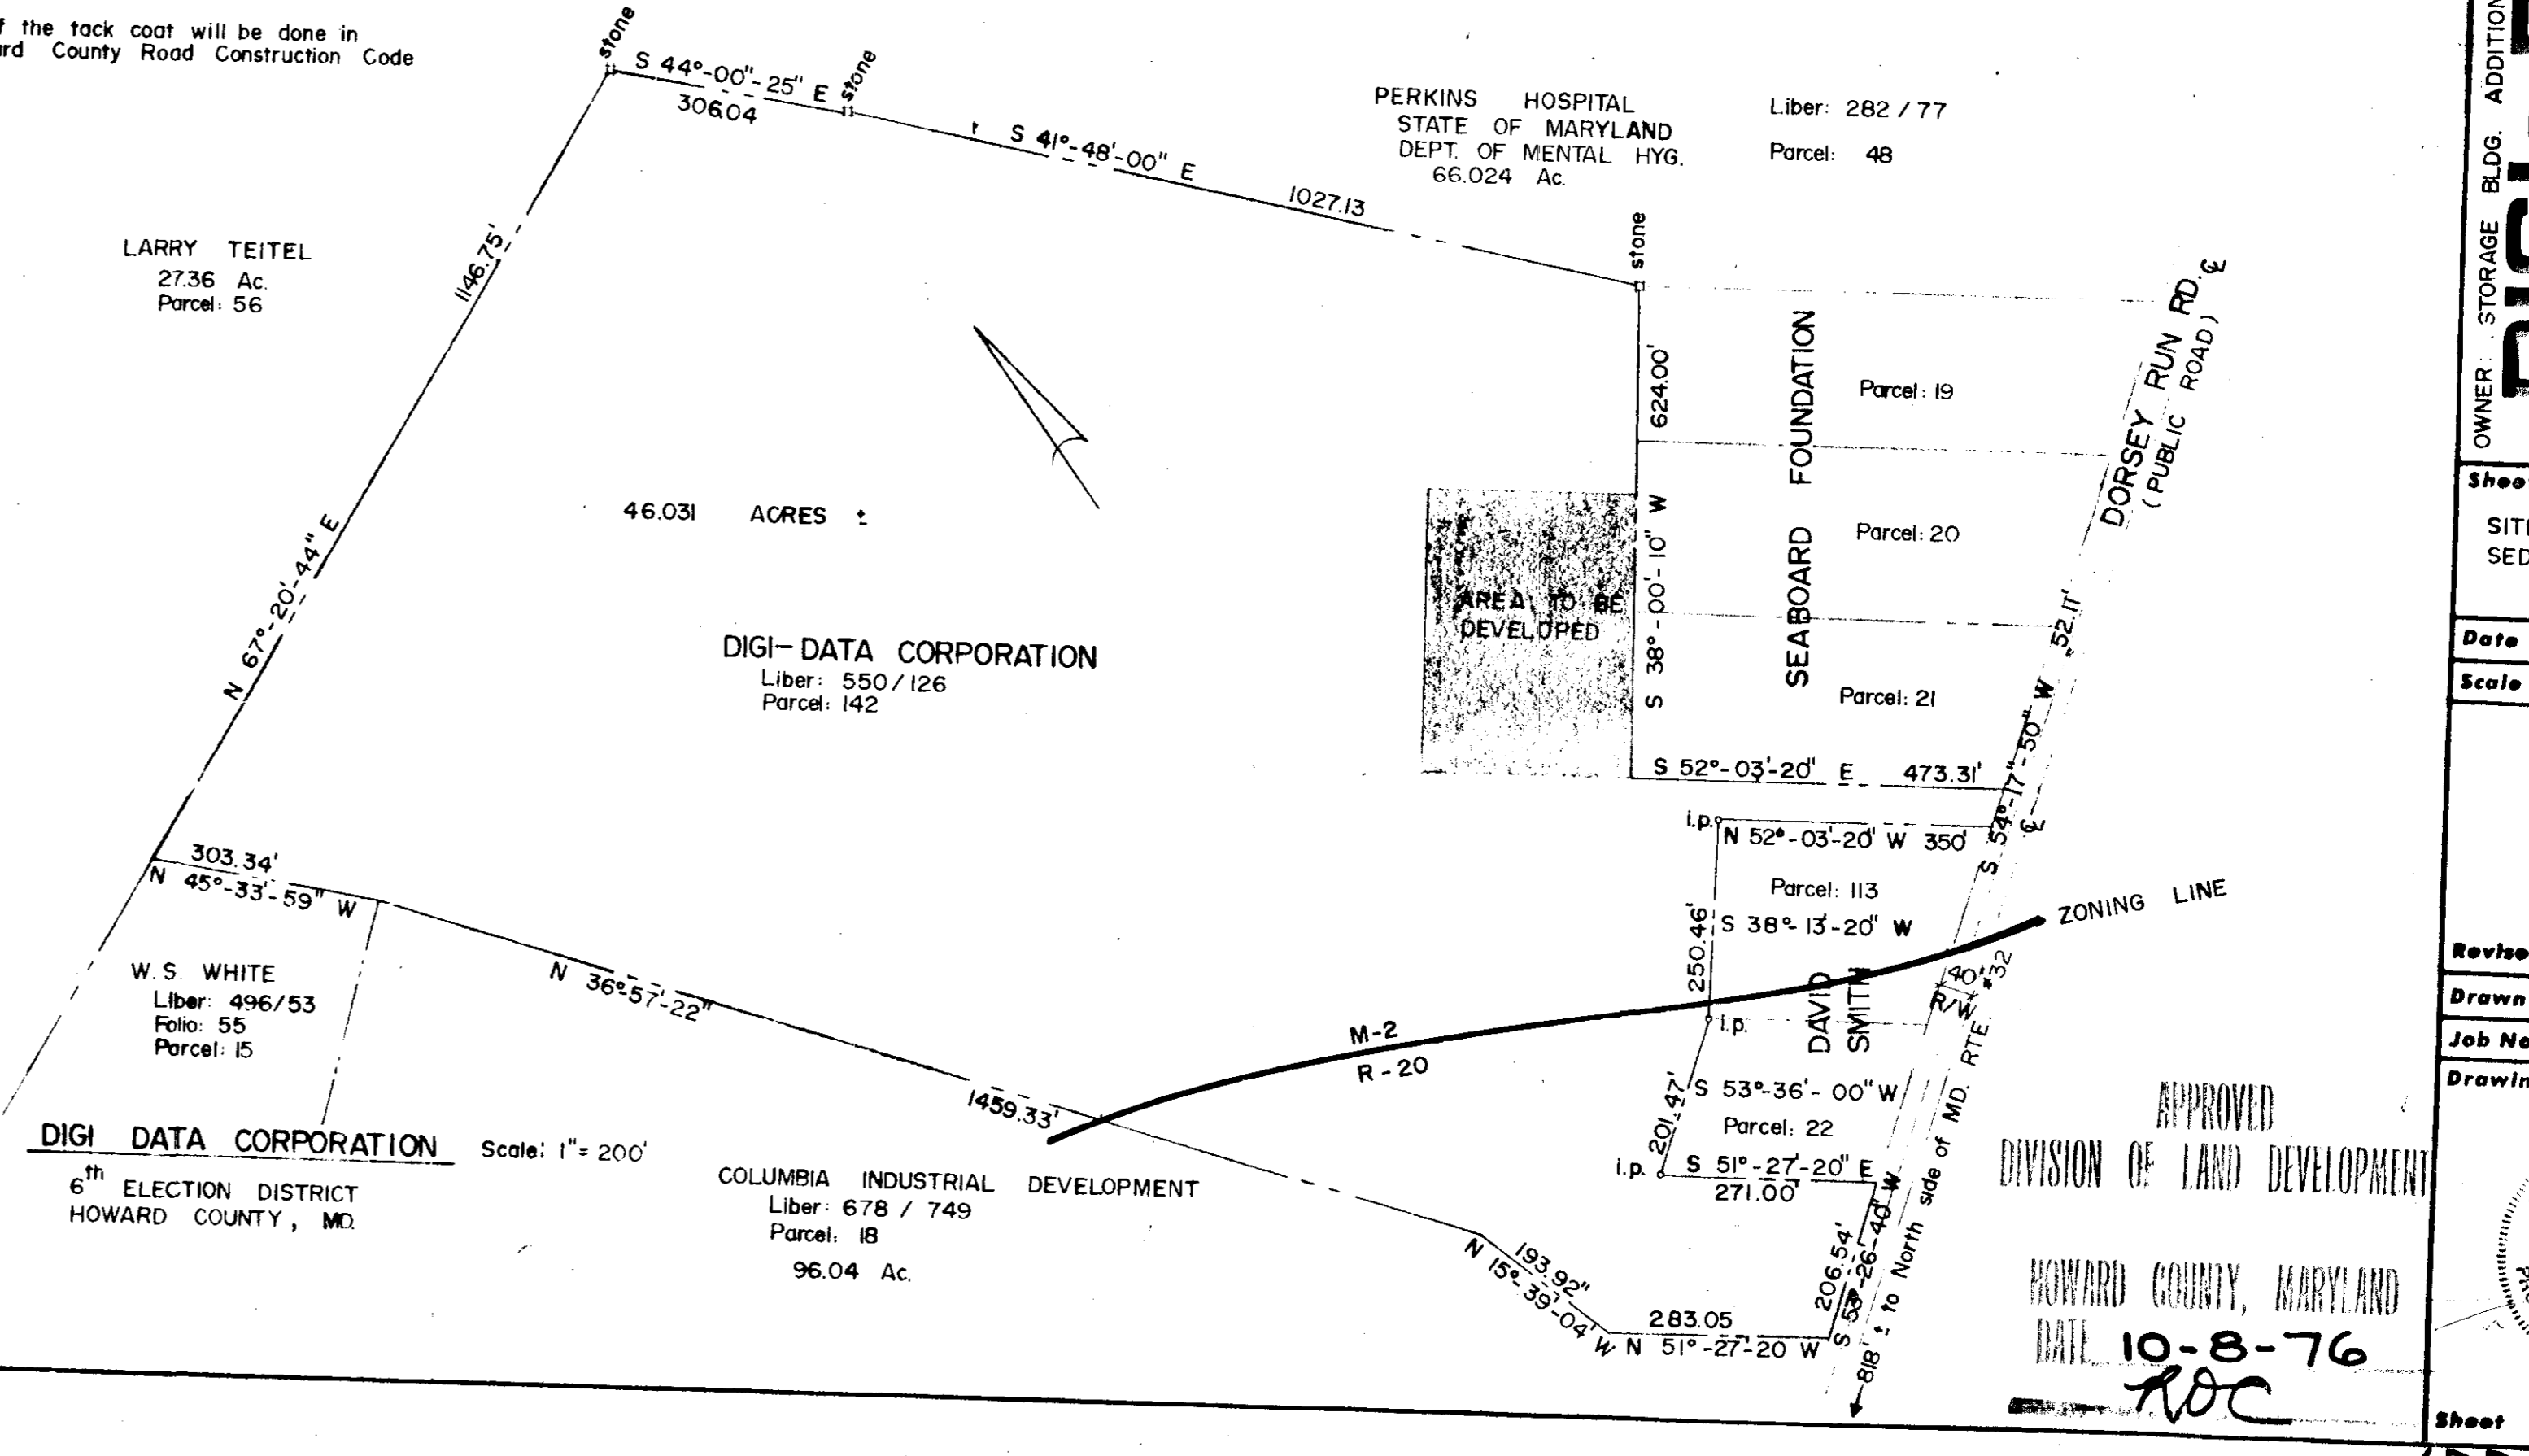 f the tack coat will be done in
ard County Road Construction Code
stone
S 44°-00"-25" E
306.04
stone
S 41°-48'-00" E
1027.13
PERKINS HOSPITAL
STATE OF MARYLAND
DEPT. OF MENTAL HYG.
66.024 Ac.
Liber: 282 / 77
Parcel: 48
LARRY TEITEL
27.36 Ac.
Parcel: 56
1146.75'
N 67°-20'-44" E
stone
624.00'
S 38°-00'-10" W
SEABOARD FOUNDATION
Parcel: 19
Parcel: 20
Parcel: 21
DORSEY RUN RD. ℄
(PUBLIC ROAD)
46.031 ACRES ±
AREA TO BE
DEVELOPED
DIGI-DATA CORPORATION
Liber: 550/126
Parcel: 142
S 52°-03'-20' E 473.31'
S 54°-17"-50" W 52.11'
℄
i.p.
N 52°-03'-20' W 350'
Parcel: 113
250.46'
S 38°-13'-20" W
ZONING LINE
DAVID
SMITH
40'
R/W
i.p.
303.34'
N 45°-33'-59" W
N 36°-57'-22"
1459.33'
W. S. WHITE
Liber: 496/53
Folio: 55
Parcel: 15
M-2
R-20
201.47'
S 53°-36'-00" W
Parcel: 22
i.p.
S 51°-27'-20" E
271.00'
206.54'
S 53°-26'-40" W
818' ± to North side of MD. RTE. #32
193.92"
N 15°-39'-04' W
283.05
N 51°-27'-20 W
DIGI DATA CORPORATION Scale: 1"= 200'
6th ELECTION DISTRICT
HOWARD COUNTY, MD.
COLUMBIA INDUSTRIAL DEVELOPMENT
Liber: 678 / 749
Parcel: 18
96.04 Ac.
APPROVED
DIVISION OF LAND DEVELOPMENT
HOWARD COUNTY, MARYLAND
DATE 10-8-76
ROC
OWNER: STORAGE BLDG. ADDITION
Sheet
SIT
SED
Date
Scale
Revise
Drawn
Job No
Drawin
Sheet